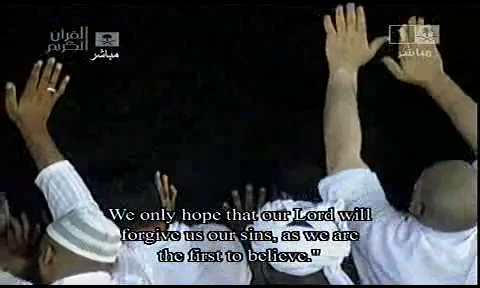 القرآن
الكريم
مباشر
1
مباشر
We only hope that our Lord will
forgive us our sins, as we are
the first to believe."